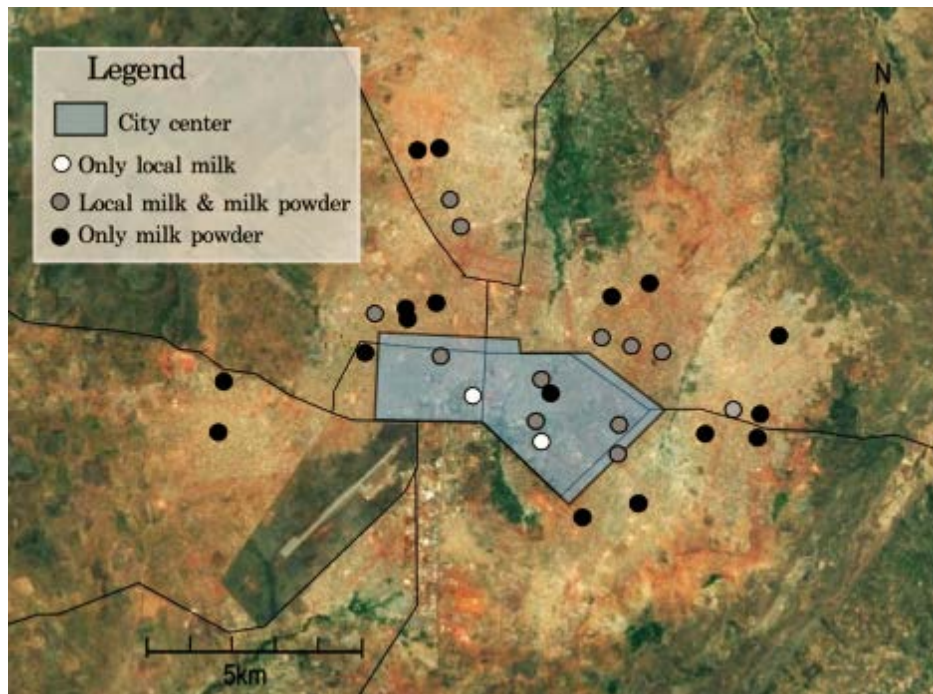 Legend
City center
Only local milk
Local milk & milk powder
Only milk powder
N
5km